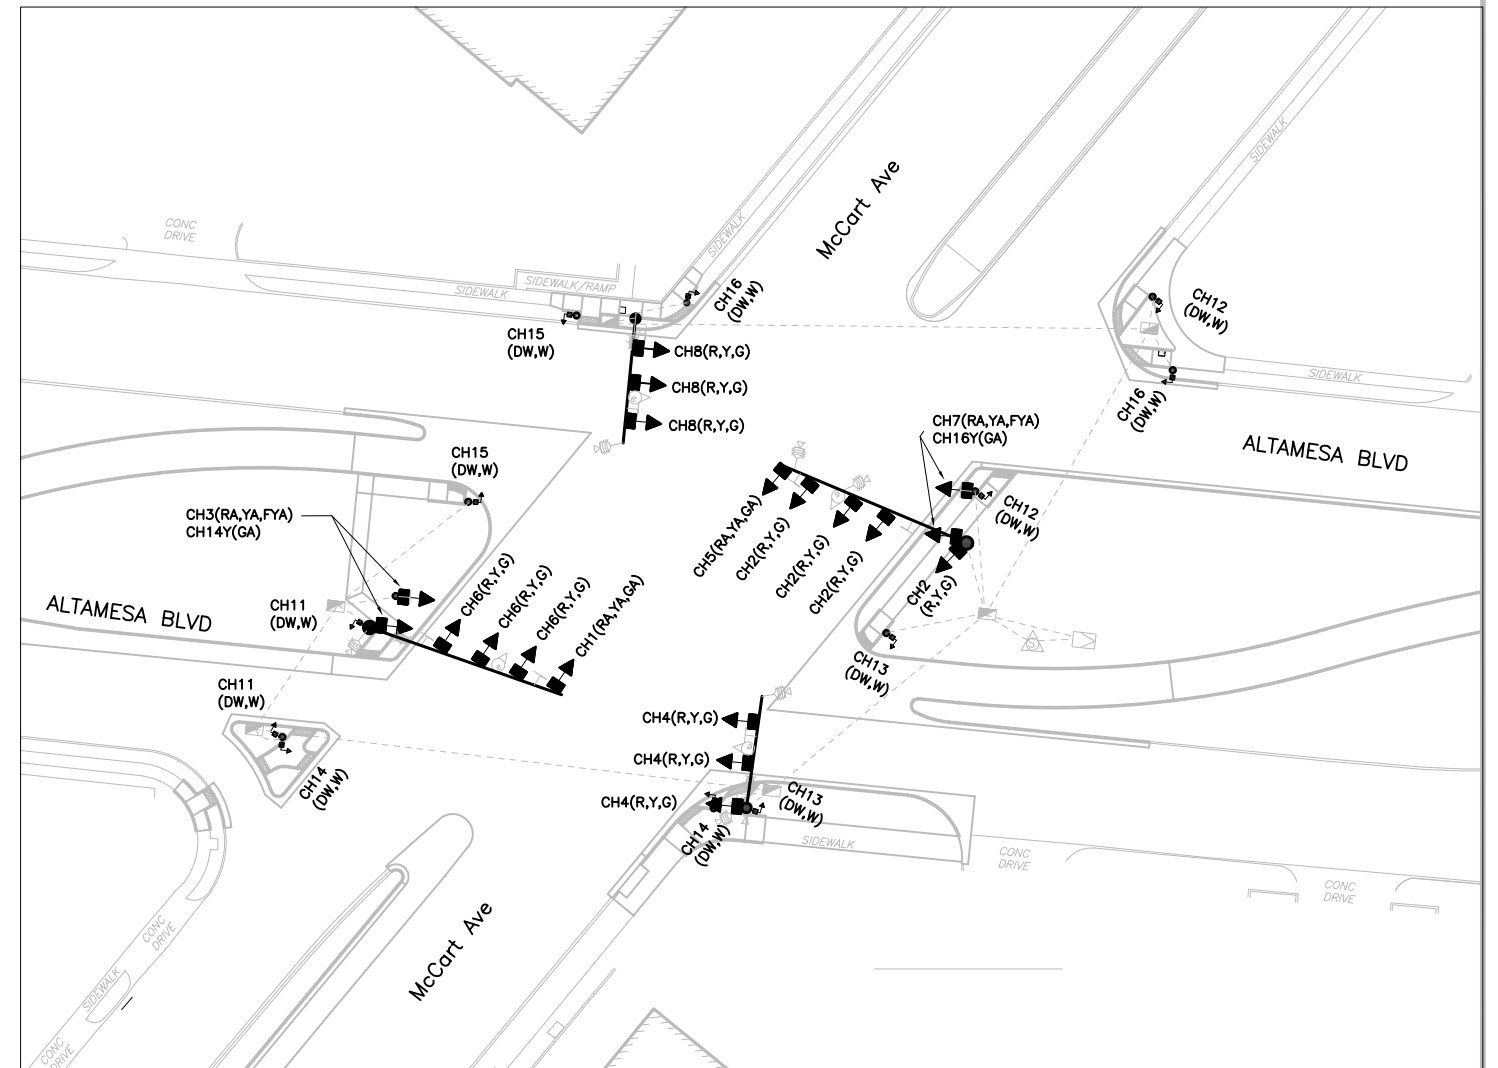 McCart Ave
SIDEWALK
CONC
DRIVE
SIDEWALK
SIDEWALK/RAMP
SIDEWALK
CH16
(DW,W)
CH15
(DW,W)
CH8(R,Y,G)
CH8(R,Y,G)
CH8(R,Y,G)
CH12
(DW,W)
SIDEWALK
CH16
(DW,W)
CH7(RA,YA,FYA)
CH16Y(GA)
ALTAMESA BLVD
CH15
(DW,W)
CH3(RA,YA,FYA)
CH14Y(GA)
CH12
(DW,W)
CH5(RA,YA,GA)
CH2(R,Y,G)
CH2(R,Y,G)
CH2(R,Y,G)
CH2
(R,Y,G)
CH6(R,Y,G)
CH6(R,Y,G)
CH6(R,Y,G)
CH1(RA,YA,GA)
ALTAMESA BLVD
CH11
(DW,W)
S
CH13
(DW,W)
CH11
(DW,W)
CH4(R,Y,G)
CH4(R,Y,G)
CH4(R,Y,G)
CH14
(DW,W)
CH13
(DW,W)
CH14
(DW,W)
SIDEWALK
CONC
DRIVE
CONC
DRIVE
McCart Ave
CONC
DRIVE
SIDEWALK
CONC
DRIVE